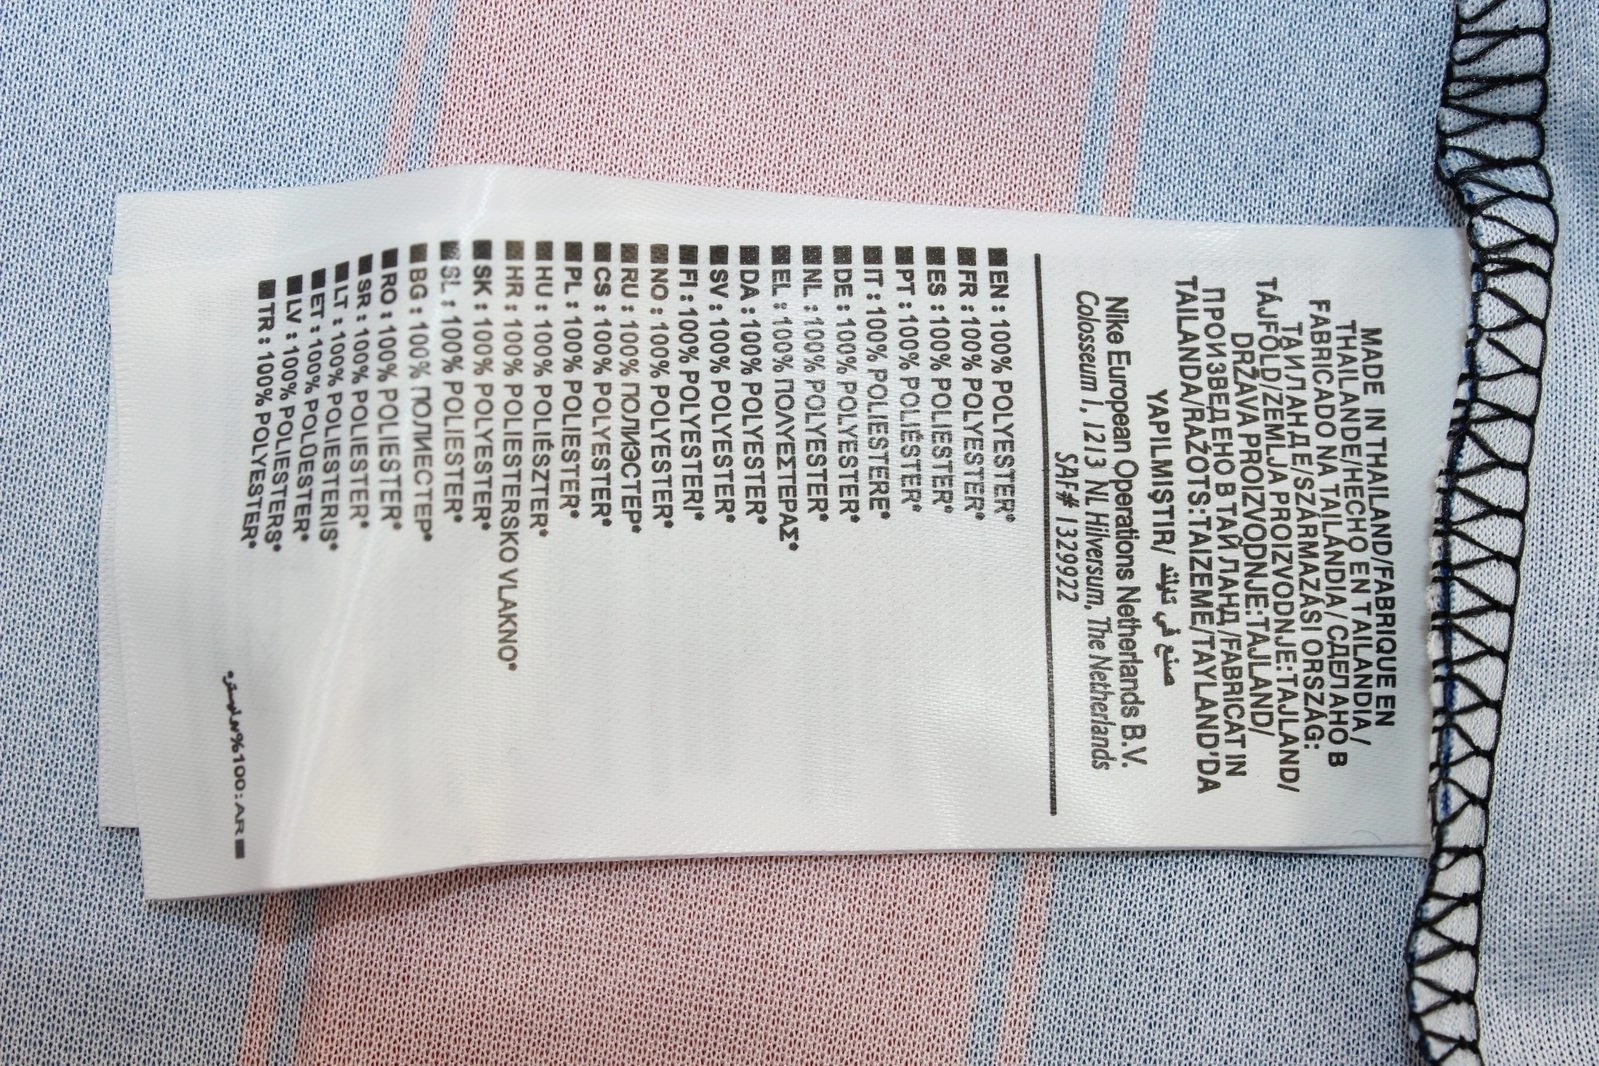 MADE IN THAILAND/FABRIQUE EN
THAILANDE/HECHO EN TAILANDIA/
FABRICADO NA TAILÁNDIA/ СДЕЛАНО В
ТАИЛАНДЕ/SZÁRMAZÁSI ORSZÁG:
TÁJFÖLD/ZEMLJA PROIZVODNJE:TAJLAND/
DRŽAVA PROIZVODNJE:TAJLAND/
ПРОИЗВЕДЕНО В ТАЙЛАНД/FABRICAT IN
TAILANDA/RAŽOTS:TAIZEME/TAYLAND'DA
YAPILMIŞTIR/ صنع في تايلند
Nike European Operations Netherlands B.V.
Colosseum 1, 1213 NL Hilversum, The Netherlands
SAF# 1329922
■ EN : 100% POLYESTER*
■ FR : 100% POLYESTER*
■ ES : 100% POLIESTER*
■ PT : 100% POLIÉSTER*
■ IT : 100% POLIESTERE*
■ DE : 100% POLYESTER*
■ NL : 100% POLYESTER*
■ EL : 100% ΠΟΛΥΕΣΤΕΡΑΣ*
■ DA : 100% POLYESTER*
■ SV : 100% POLYESTER*
■ FI : 100% POLYESTERI*
■ NO : 100% POLYESTER*
■ RU : 100% ПОЛИЭСТЕР*
■ CS : 100% POLYESTER*
■ PL : 100% POLIESTER*
■ HU : 100% POLIÉSZTER*
■ HR : 100% POLIESTERSKO VLAKNO*
■ SK : 100% POLYESTER*
■ SL : 100% POLIESTER*
■ BG : 100% ПОЛИЕСТЕР*
■ RO : 100% POLIESTER*
■ SR : 100% POLIESTER*
■ LT : 100% POLIESTERIS*
■ ET : 100% POLÜESTER*
■ LV : 100% POLIESTERS*
■ TR : 100% POLYESTER*
■ AR : 100% بوليستر*